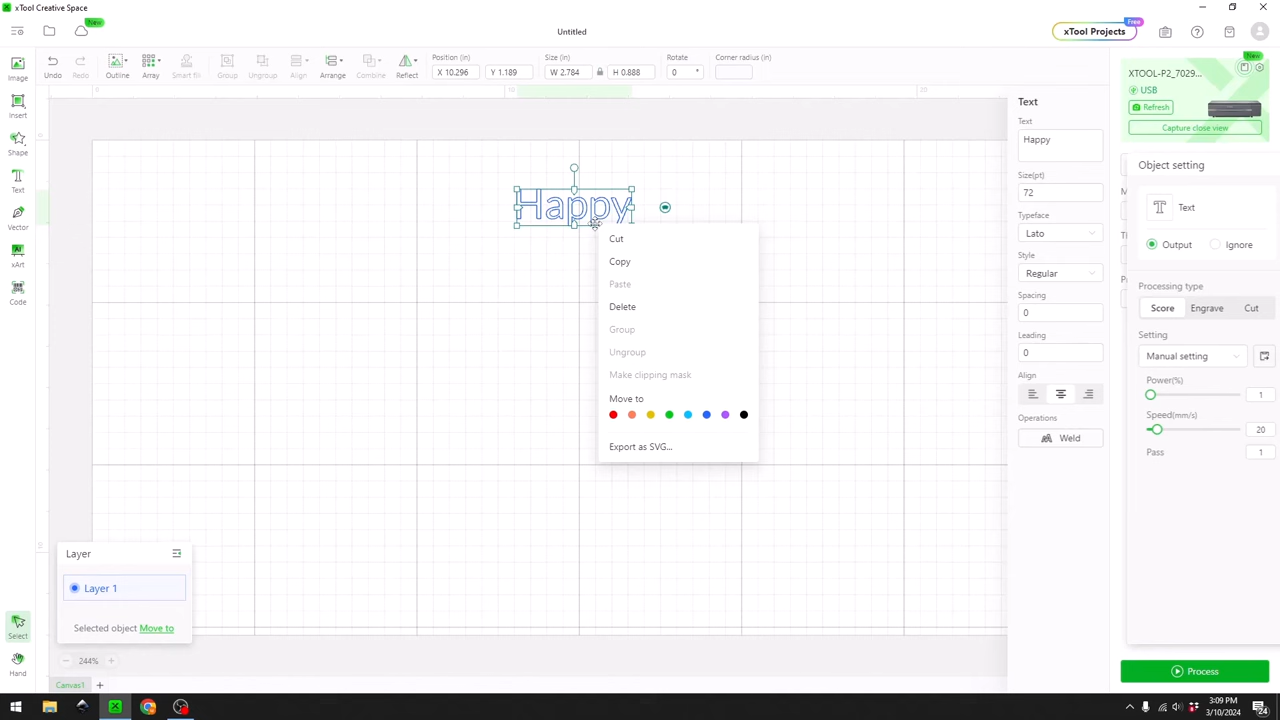 xTool Creative Space
New
Untitled
Free
xTool Projects
Image
Insert
Shape
Text
Vector
xArt
Code
Select
Hand
Undo
Redo
Outline
Array
Smart fill
Group
Ungroup
Align
Arrange
Combine
Reflect
Position (in)
X 10.296
Y 1.189
Size (in)
W 2.784
H 0.888
Rotate
0 °
Corner radius (in)
0
10
20
0
Happy
Cut
Copy
Paste
Delete
Group
Ungroup
Make clipping mask
Move to
Export as SVG...
Layer
Layer 1
Selected object Move to
244%
Canvas1
Text
Text
Happy
Size(pt)
72
Typeface
Lato
Style
Regular
Spacing
0
Leading
0
Align
Operations
Weld
New
XTOOL-P2_7029...
USB
Refresh
Capture close view
Object setting
Text
Output
Ignore
Processing type
Score
Engrave
Cut
Setting
Manual setting
Power(%)
1
Speed(mm/s)
20
Pass
1
Process
3:09 PM
3/10/2024
24